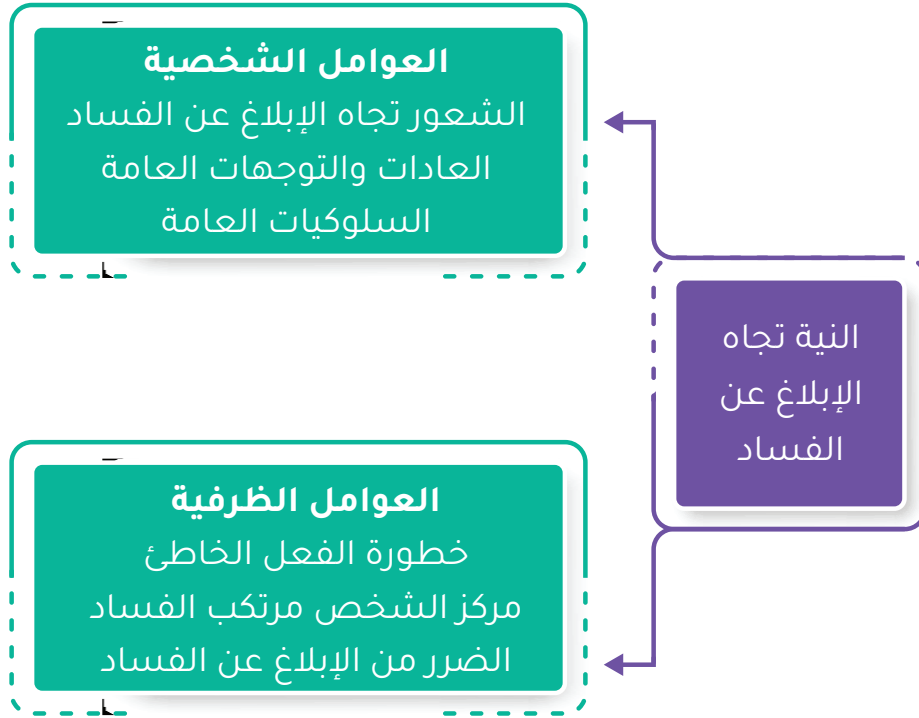 العوامل الشخصية
الشعور تجاه الإبلاغ عن الفساد
العادات والتوجهات العامة
السلوكيات العامة
النية تجاه
الإبلاغ عن
الفساد
العوامل الظرفية
خطورة الفعل الخاطئ
مركز الشخص مرتكب الفساد
الضرر من الإبلاغ عن الفساد